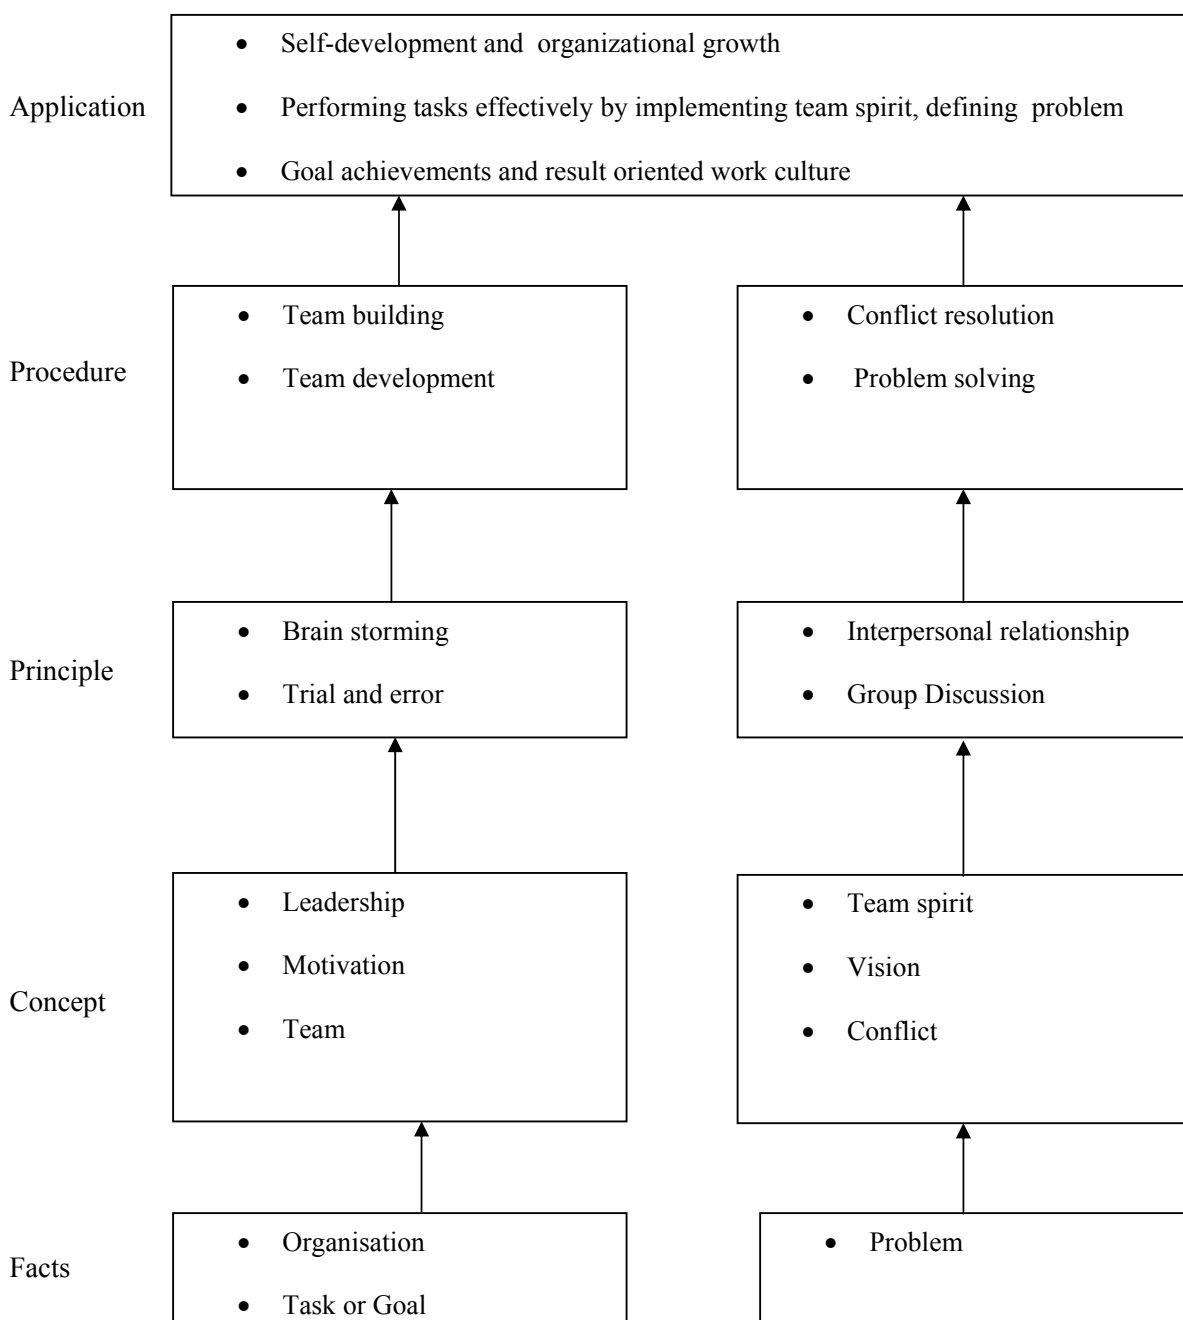 • Self-development and  organizational growth
Application
• Performing tasks effectively by implementing team spirit, defining  problem
• Goal achievements and result oriented work culture
• Team building
• Team development
Procedure
• Conflict resolution
• Problem solving
• Brain storming
• Trial and error
Principle
• Interpersonal relationship
• Group Discussion
• Leadership
• Motivation
• Team
Concept
• Team spirit
• Vision
• Conflict
• Organisation
• Task or Goal
Facts
• Problem